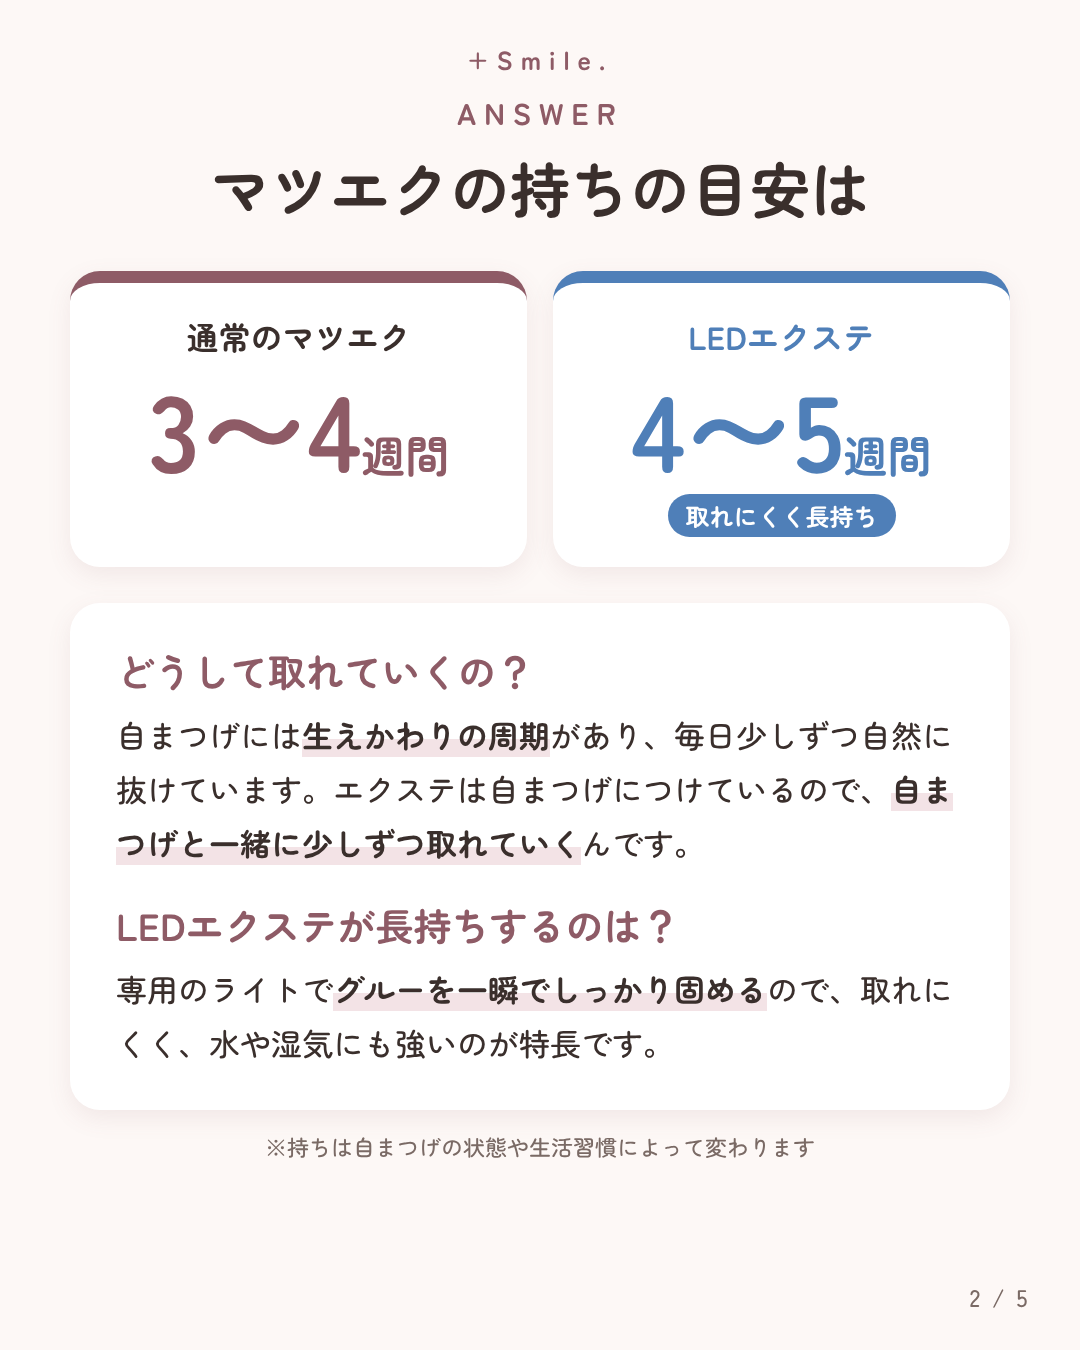 +Smile.
ANSWER
マツエクの持ちの目安は
通常のマツエク
3〜4週間
LEDエクステ
4〜5週間
取れにくく長持ち
どうして取れていくの？
自まつげには生えかわりの周期があり、毎日少しずつ自然に
抜けています。エクステは自まつげにつけているので、自ま
つげと一緒に少しずつ取れていくんです。
LEDエクステが長持ちするのは？
専用のライトでグルーを一瞬でしっかり固めるので、取れに
くく、水や湿気にも強いのが特長です。
※持ちは自まつげの状態や生活習慣によって変わります
2 / 5